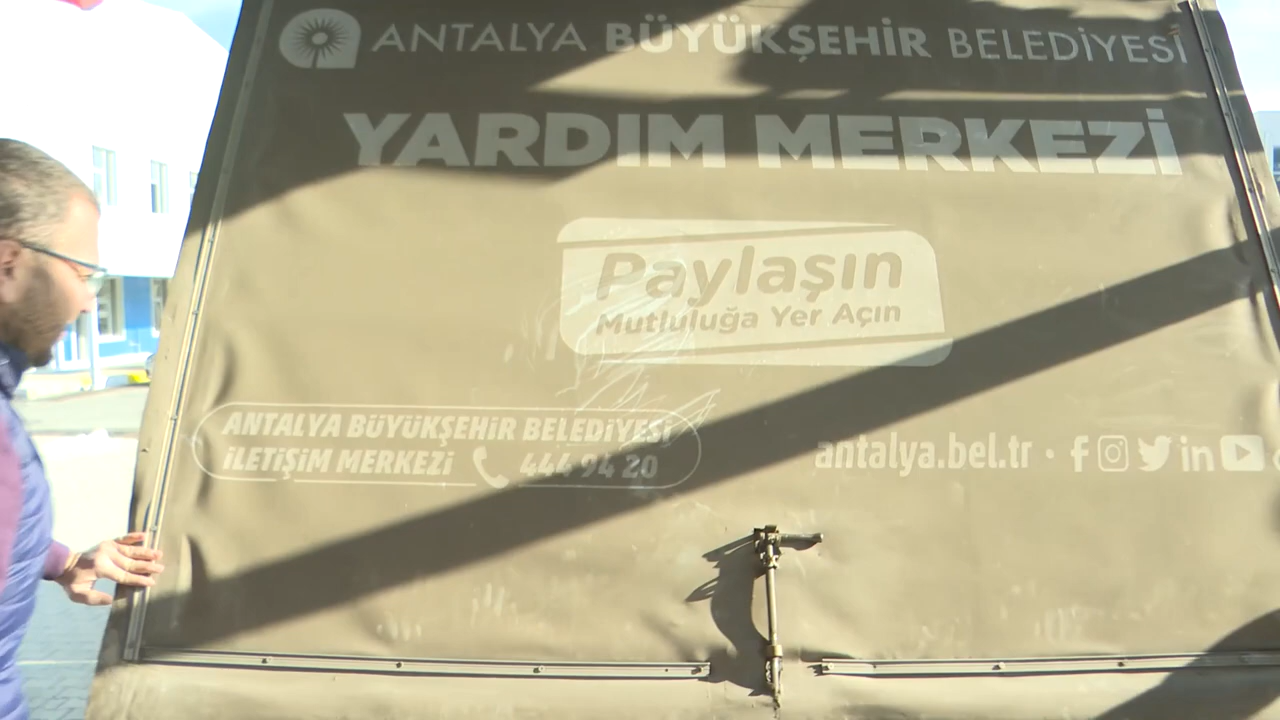 ANTALYA BÜYÜKŞEHİR BELEDİYESİ
YARDIM MERKEZİ
Paylaşın
Mutluluğa Yer Açın
ANTALYA BÜYÜKŞEHİR BELEDİYESİ
İLETİŞİM MERKEZİ 444 94 20
antalya.bel.tr